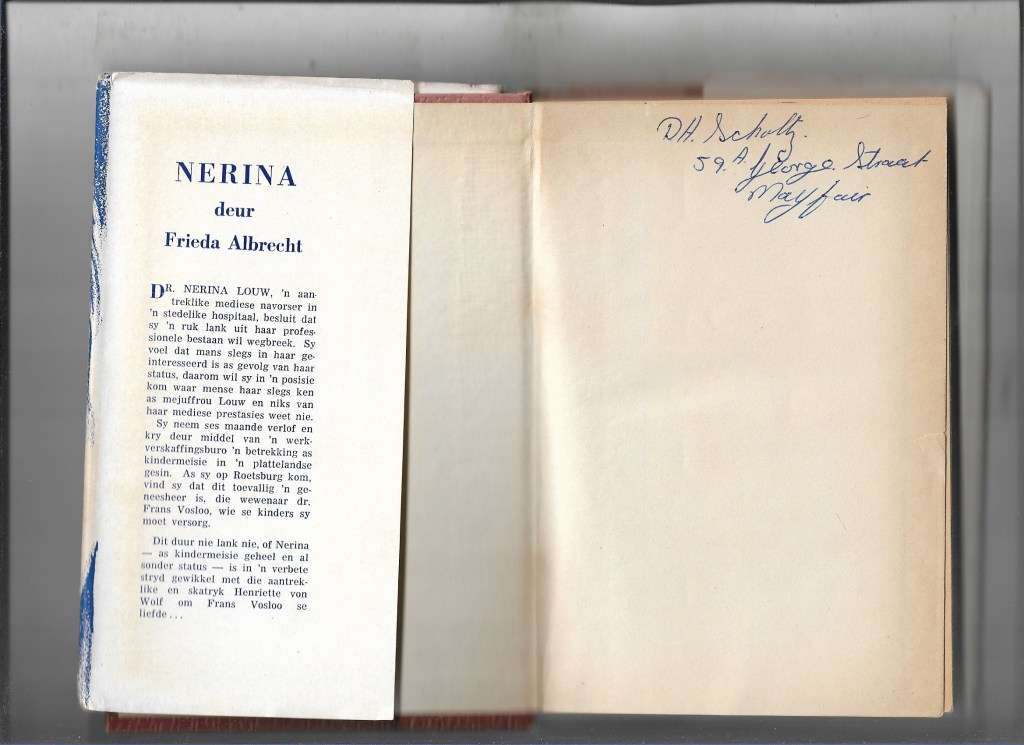 NERINA
deur
Frieda Albrecht
DR. NERINA LOUW, 'n aan-
treklike mediese navorser in
'n stedelike hospitaal, besluit dat
sy 'n ruk lank uit haar profes-
sionele bestaan wil wegbreek. Sy
voel dat mans slegs in haar ge-
interesseerd is as gevolg van haar
status, daarom wil sy in 'n posisie
kom waar mense haar slegs ken
as mejuffrou Louw en niks van
haar mediese prestasies weet nie.
Sy neem ses maande verlof en
kry deur middel van 'n werk-
verskaffingsburo 'n betrekking as
kindermeisie in 'n plattelandse
gesin. As sy op Roetsburg kom,
vind sy dat dit toevallig 'n ge-
neesheer is, die wewenaar dr.
Frans Vosloo, wie se kinders sy
moet versorg.
Dit duur nie lank nie, of Nerina
— as kindermeisie geheel en al
sonder status — is in 'n verbete
stryd gewikkel met die aantrek-
like en skatryk Henriette von
Wolf om Frans Vosloo se
liefde...
DH. Scholtz.
59.A George Straat
Mayfair